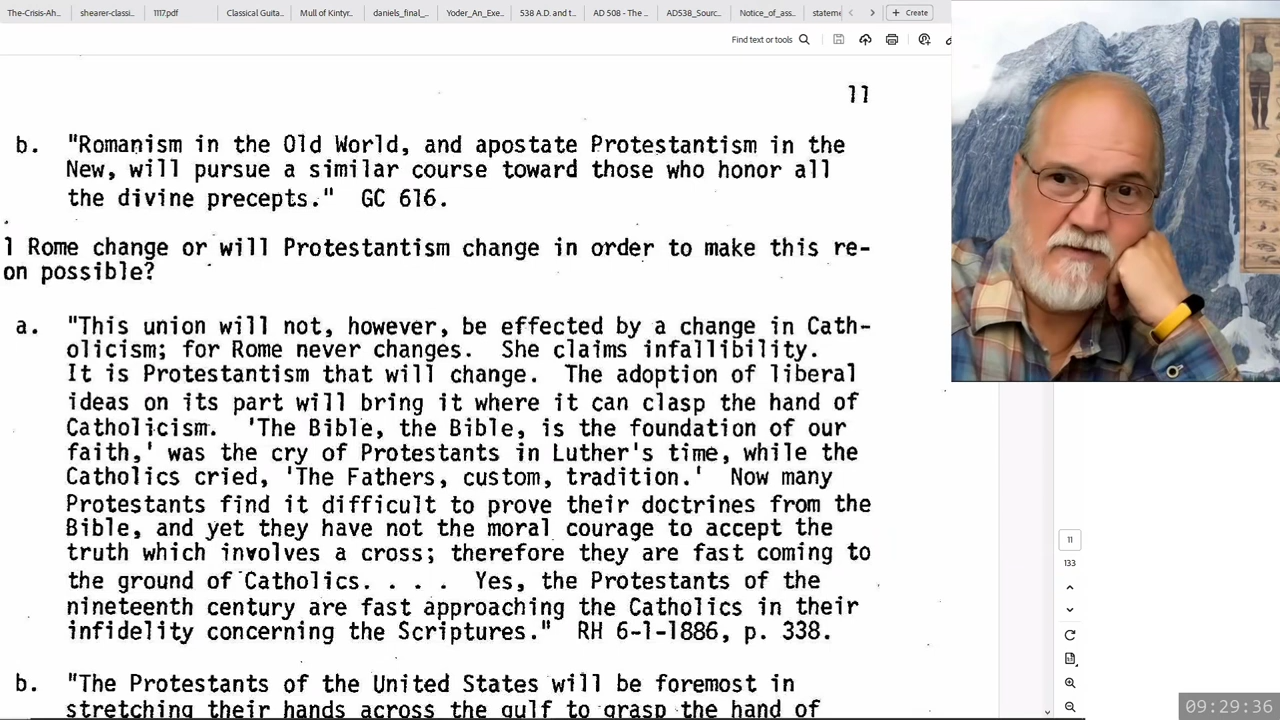 The-Crisis-Ah...
shearer-classi...
1117.pdf
Classical Guita...
Mull of Kintyr...
daniels_final_...
Yoder_An_Exe...
538 A.D. and t...
AD 508 - The ...
AD538_Sourc...
Notice_of_ass...
stateme
+ Create
Find text or tools
11
b. "Romanism in the Old World, and apostate Protestantism in the
New, will pursue a similar course toward those who honor all
the divine precepts." GC 616.
l Rome change or will Protestantism change in order to make this re-
on possible?
a. "This union will not, however, be effected by a change in Cath-
olicism; for Rome never changes. She claims infallibility.
It is Protestantism that will change. The adoption of liberal
ideas on its part will bring it where it can clasp the hand of
Catholicism. 'The Bible, the Bible, is the foundation of our
faith,' was the cry of Protestants in Luther's time, while the
Catholics cried, 'The Fathers, custom, tradition.' Now many
Protestants find it difficult to prove their doctrines from the
Bible, and yet they have not the moral courage to accept the
truth which involves a cross; therefore they are fast coming to
the ground of Catholics. . . . Yes, the Protestants of the
nineteenth century are fast approaching the Catholics in their
infidelity concerning the Scriptures." RH 6-1-1886, p. 338.
b. "The Protestants of the United States will be foremost in
stretching their hands across the gulf to grasp the hand of
11
133
09:29:36